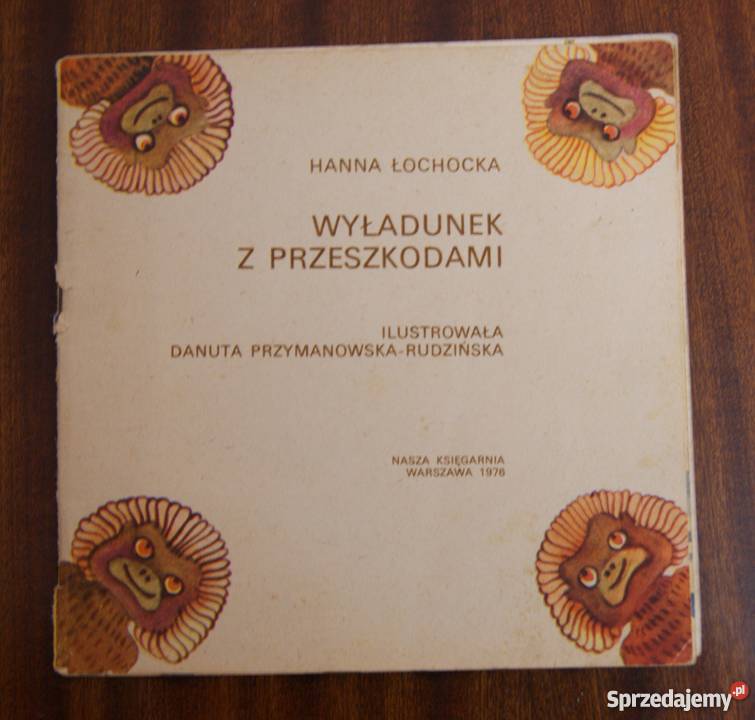 HANNA ŁOCHOCKA
WYŁADUNEK
Z PRZESZKODAMI
ILUSTROWAŁA
DANUTA PRZYMANOWSKA-RUDZIŃSKA
NASZA KSIĘGARNIA
WARSZAWA 1976
Sprzedajemy.pl